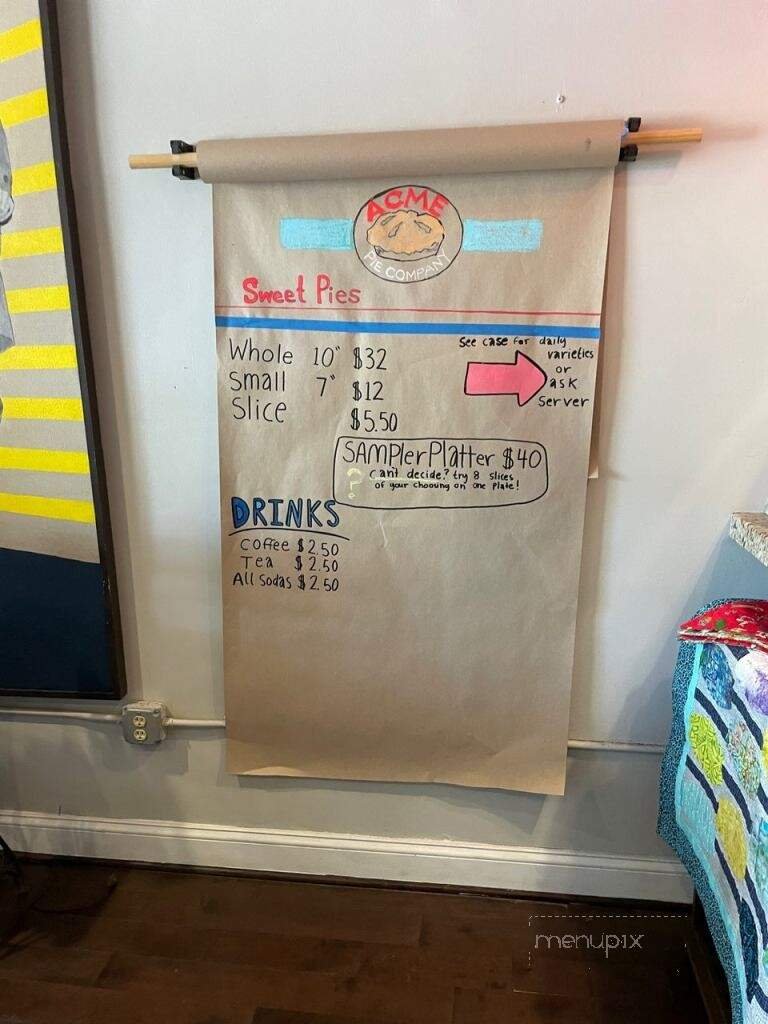 ACME
PIE COMPANY
Sweet Pies
Whole 10" $32
Small 7" $12
Slice $5.50
See case for daily
varieties
or
ask
server
SAMPlerPlatter $40
? can't decide? try 8 slices
of your choosing on one plate!
DRINKS
Coffee $2.50
Tea $2.50
All Sodas $2.50
menupix